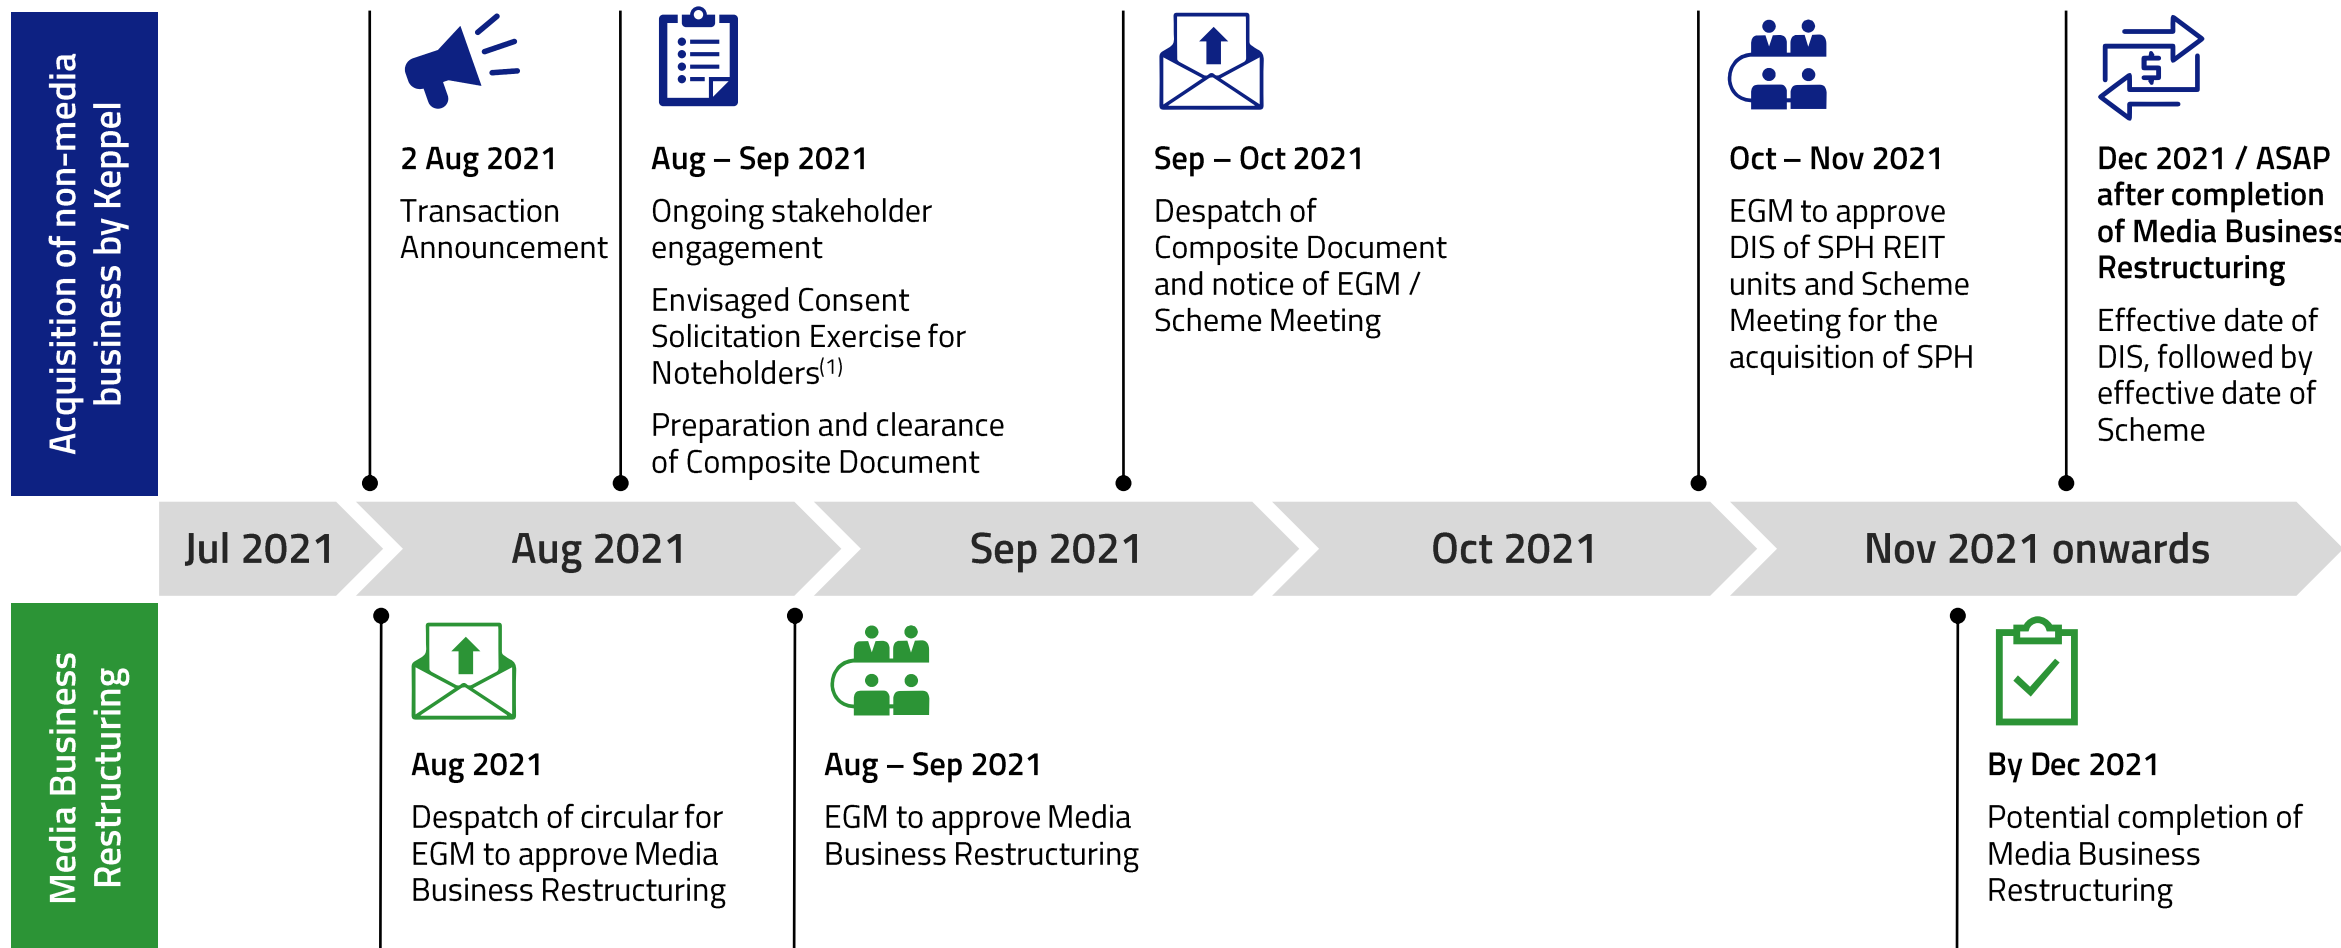 Acquisition of non-media
business by Keppel
2 Aug 2021
Transaction
Announcement
Aug – Sep 2021
Ongoing stakeholder
engagement
Envisaged Consent
Solicitation Exercise for
Noteholders(1)
Preparation and clearance
of Composite Document
Sep – Oct 2021
Despatch of
Composite Document
and notice of EGM /
Scheme Meeting
Oct – Nov 2021
EGM to approve
DIS of SPH REIT
units and Scheme
Meeting for the
acquisition of SPH
$
Dec 2021 / ASAP
after completion
of Media Business
Restructuring
Effective date of
DIS, followed by
effective date of
Scheme
Jul 2021
Aug 2021
Sep 2021
Oct 2021
Nov 2021 onwards
Media Business
Restructuring
Aug 2021
Despatch of circular for
EGM to approve Media
Business Restructuring
Aug – Sep 2021
EGM to approve Media
Business Restructuring
By Dec 2021
Potential completion of
Media Business
Restructuring